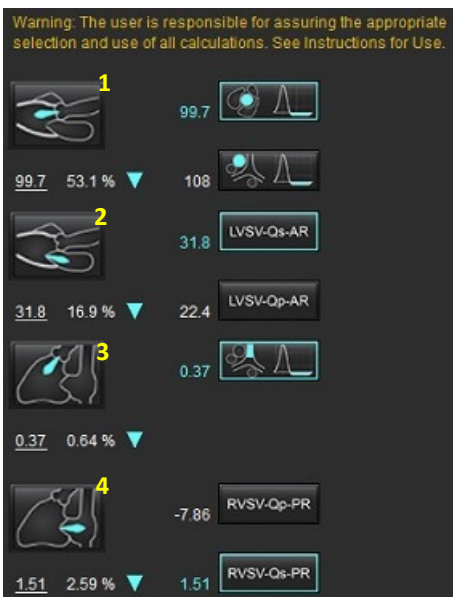 Warning: The user is responsible for assuring the appropriate
selection and use of all calculations. See Instructions for Use.
1
99.7
99.7 53.1 % 108
2
31.8 LVSV-Qs-AR
31.8 16.9 % 22.4 LVSV-Qp-AR
3
0.37
0.37 0.64 %
4
-7.86 RVSV-Qp-PR
1.51 2.59 % 1.51 RVSV-Qs-PR